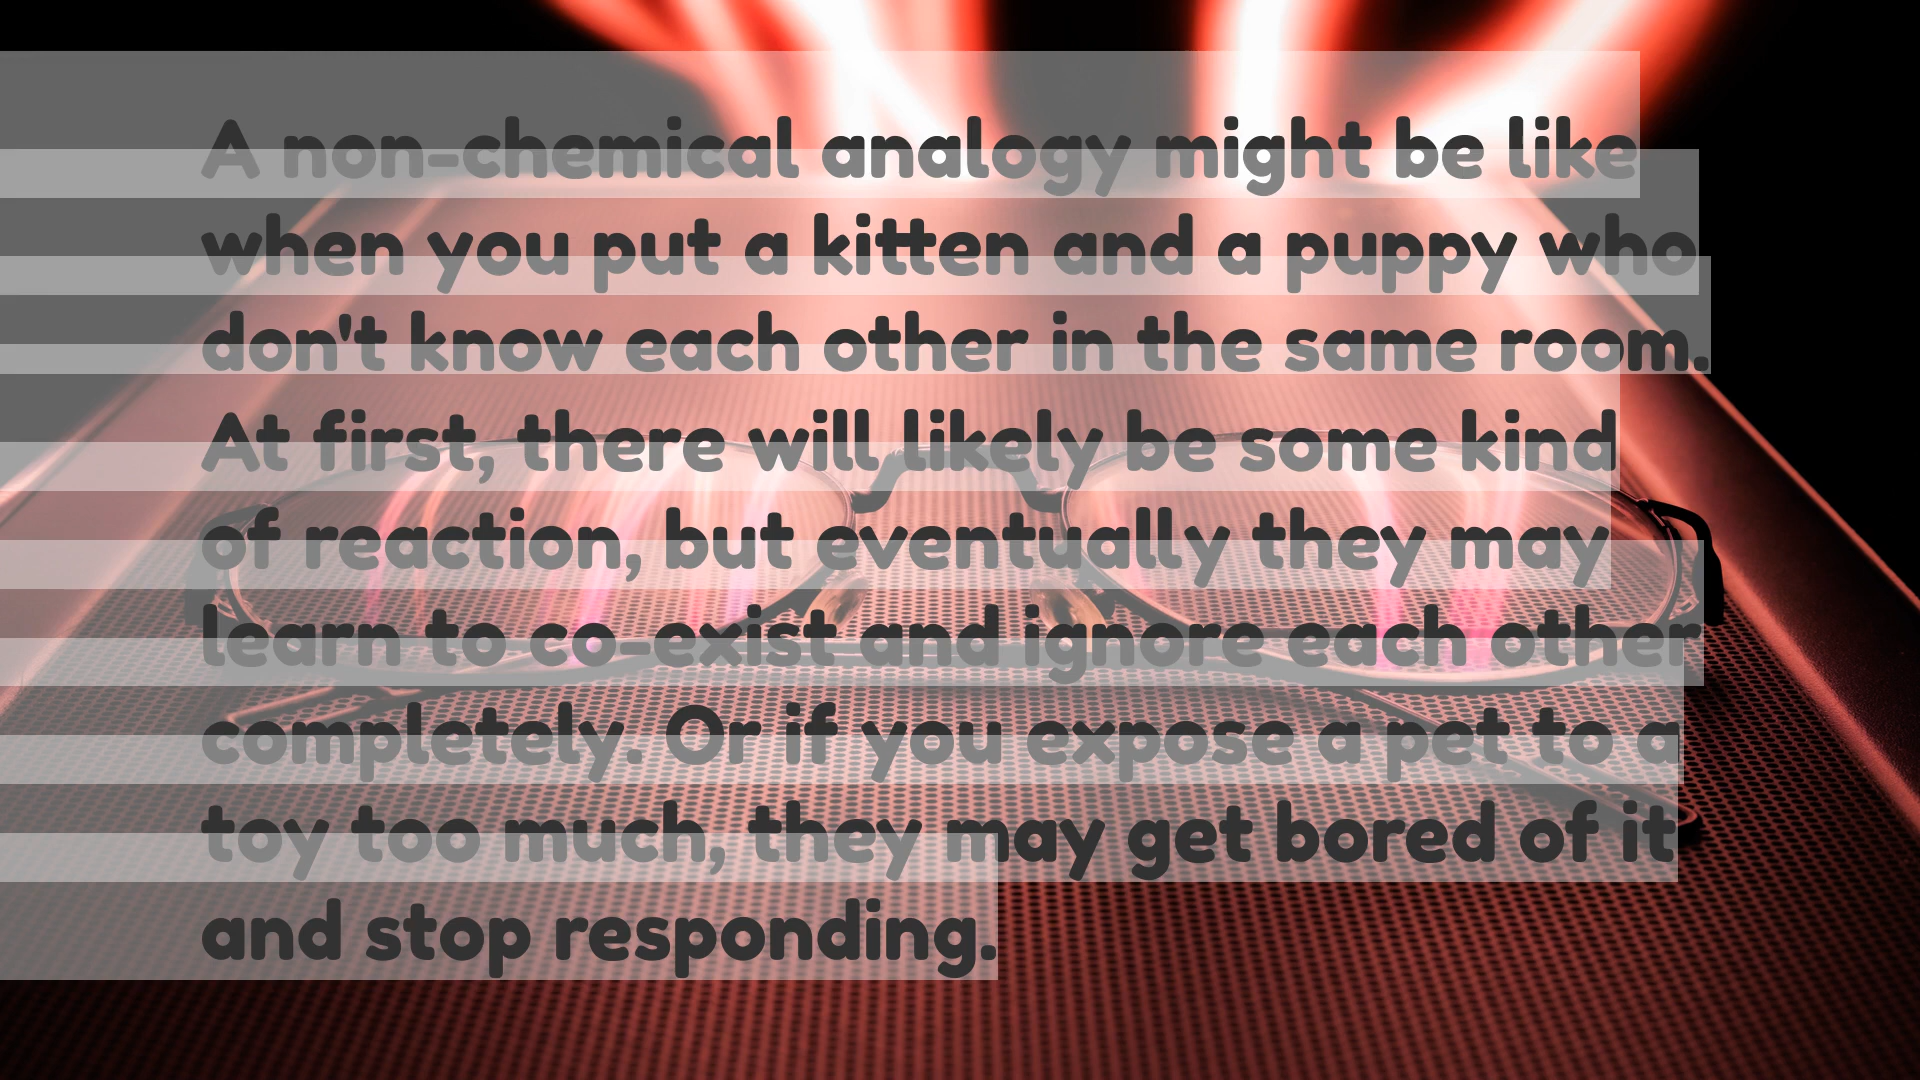 A non-chemical analogy might be like
when you put a kitten and a puppy who
don't know each other in the same room.
At first, there will likely be some kind
of reaction, but eventually they may
learn to co-exist and ignore each other
completely. Or if you expose a pet to a
toy too much, they may get bored of it
and stop responding.